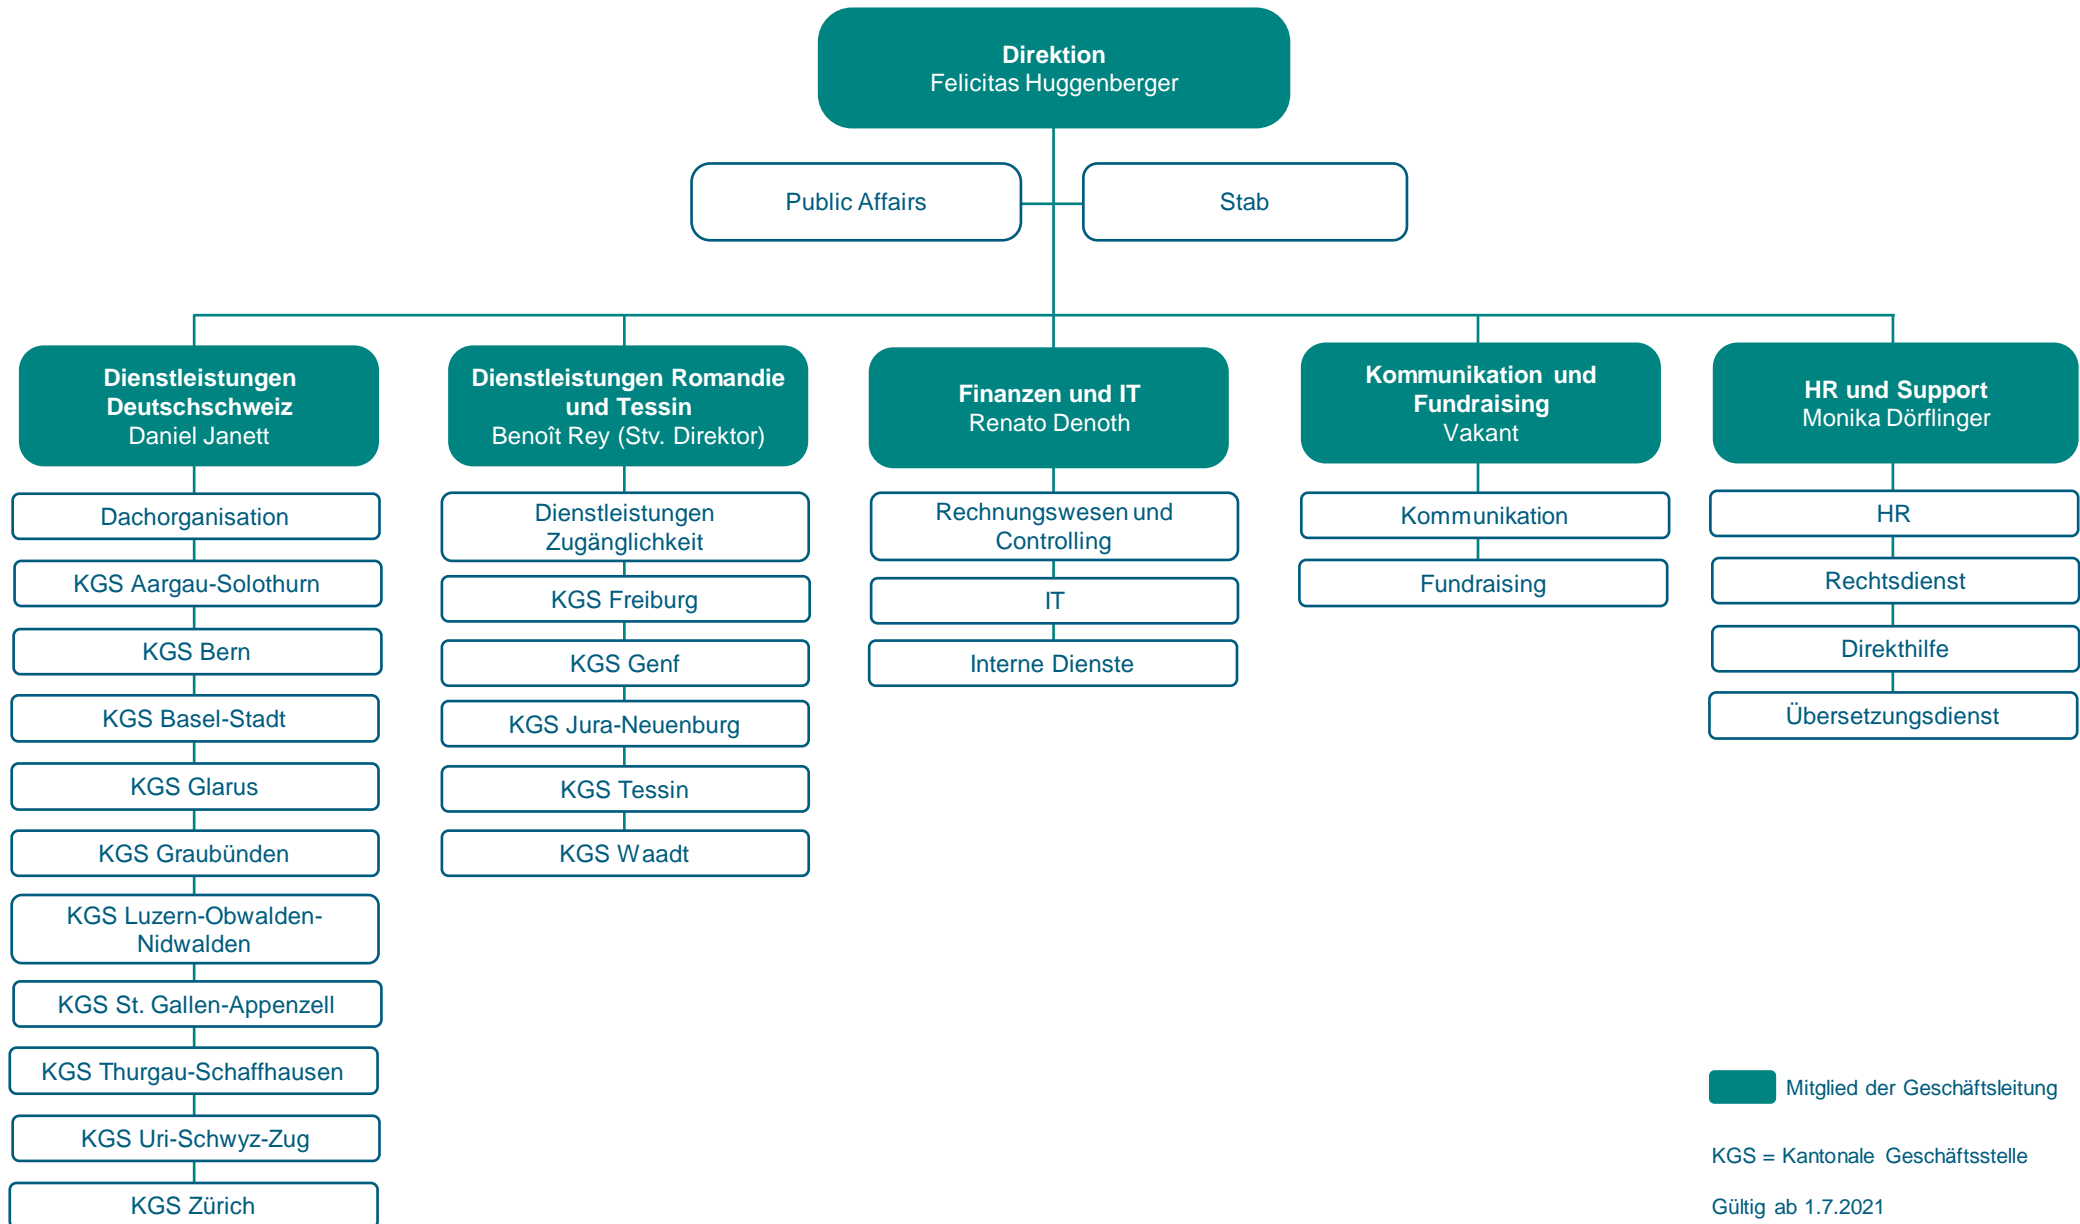 Direktion
Felicitas Huggenberger
Public Affairs
Stab
Dienstleistungen
Deutschschweiz
Daniel Janett
Dienstleistungen Romandie
und Tessin
Benoît Rey (Stv. Direktor)
Finanzen und IT
Renato Denoth
Kommunikation und
Fundraising
Vakant
HR und Support
Monika Dörflinger
Dachorganisation
KGS Aargau-Solothurn
KGS Bern
KGS Basel-Stadt
KGS Glarus
KGS Graubünden
KGS Luzern-Obwalden-
Nidwalden
KGS St. Gallen-Appenzell
KGS Thurgau-Schaffhausen
KGS Uri-Schwyz-Zug
KGS Zürich
Dienstleistungen
Zugänglichkeit
KGS Freiburg
KGS Genf
KGS Jura-Neuenburg
KGS Tessin
KGS Waadt
Rechnungswesen und
Controlling
IT
Interne Dienste
Kommunikation
Fundraising
HR
Rechtsdienst
Direkthilfe
Übersetzungsdienst
Mitglied der Geschäftsleitung
KGS = Kantonale Geschäftsstelle
Gültig ab 1.7.2021